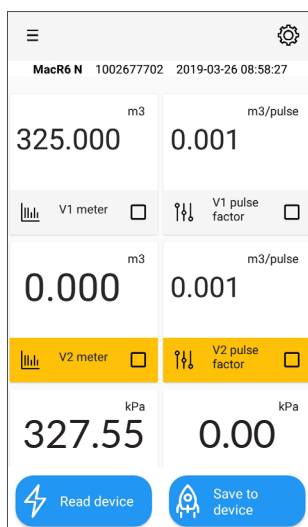 MacR6 N 1002677702 2019-03-26 08:58:27
m3 m3/pulse
325.000 0.001
V1 meter V1 pulse factor
m3 m3/pulse
0.000 0.001
V2 meter V2 pulse factor
kPa kPa
327.55 0.00
Read device Save to device